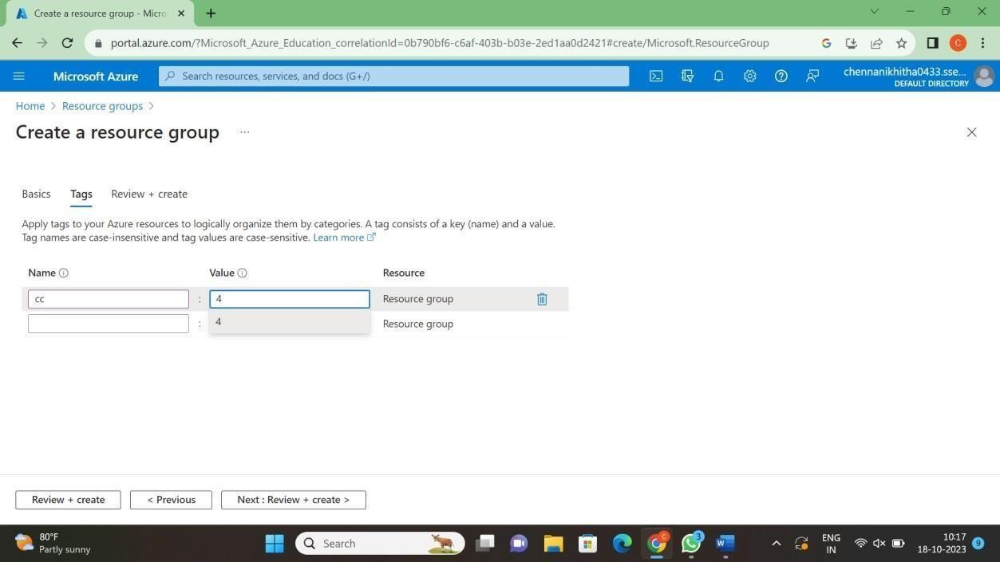 Create a resource group - Micro
portal.azure.com/?Microsoft_Azure_Education_correlationId=0b790bf6-c6af-403b-b03e-2ed1aa0d2421#create/Microsoft.ResourceGroup
C
Microsoft Azure
Search resources, services, and docs (G+/)
chennanikhitha0433.sse...
DEFAULT DIRECTORY
Home > Resource groups >
Create a resource group ...
Basics Tags Review + create
Apply tags to your Azure resources to logically organize them by categories. A tag consists of a key (name) and a value.
Tag names are case-insensitive and tag values are case-sensitive. Learn more
Name Value Resource
cc : 4 Resource group
: 4 Resource group
Review + create < Previous Next : Review + create >
80°F
Partly sunny
Search
C
3
W
ENG
IN
10:17
18-10-2023
9